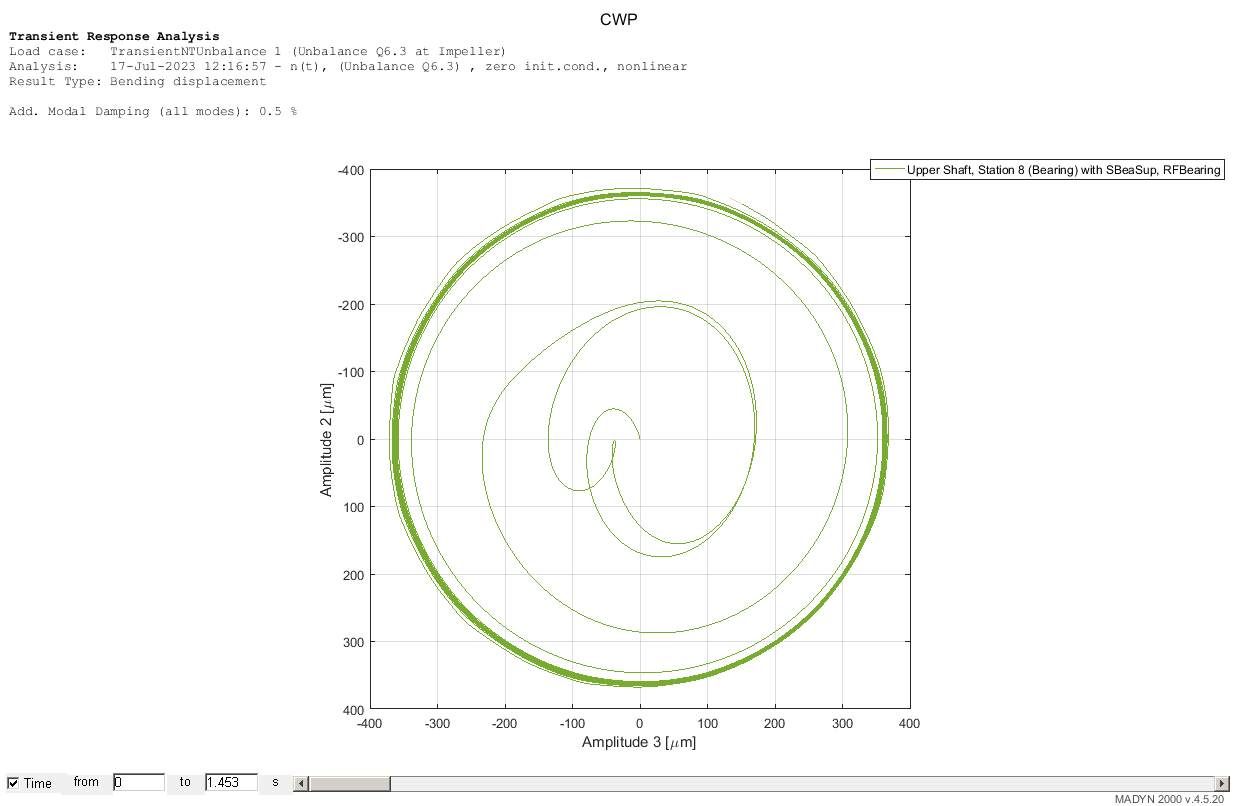 CWP
Transient Response Analysis
Load case: TransientNTUnbalance 1 (Unbalance Q6.3 at Impeller)
Analysis: 17-Jul-2023 12:16:57 - n(t), (Unbalance Q6.3) , zero init.cond., nonlinear
Result Type: Bending displacement
Add. Modal Damping (all modes): 0.5 %
Upper Shaft, Station 8 (Bearing) with SBeaSup, RFBearing
-400
-300
-200
-100
0
100
200
300
400
Amplitude 2 [μm]
-400 -300 -200 -100 0 100 200 300 400
Amplitude 3 [μm]
Time from 0 to 1.453 s
MADYN 2000 v.4.5.20